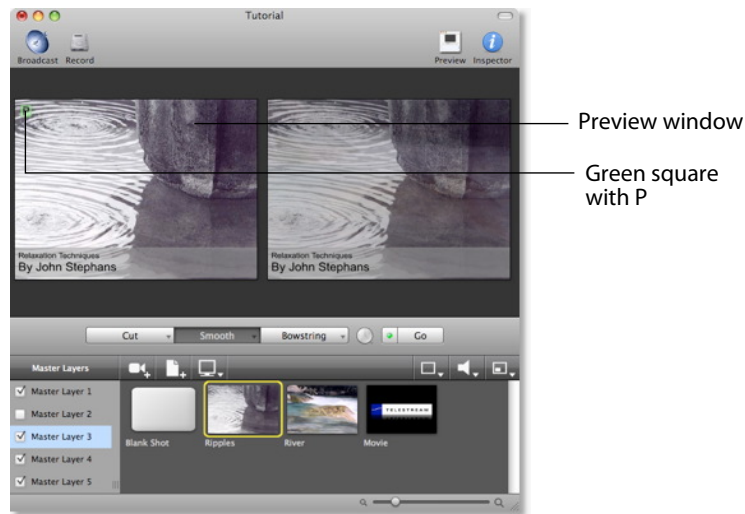 Tutorial
Broadcast
Record
Preview
Inspector
Preview window
P
Green square
with P
Relaxation Techniques
By John Stephans
Relaxation Techniques
By John Stephans
Cut
Smooth
Bowstring
Go
Master Layers
Master Layer 1
Master Layer 2
Master Layer 3
Master Layer 4
Master Layer 5
TELESTREAM
Blank Shot
Ripples
River
Movie